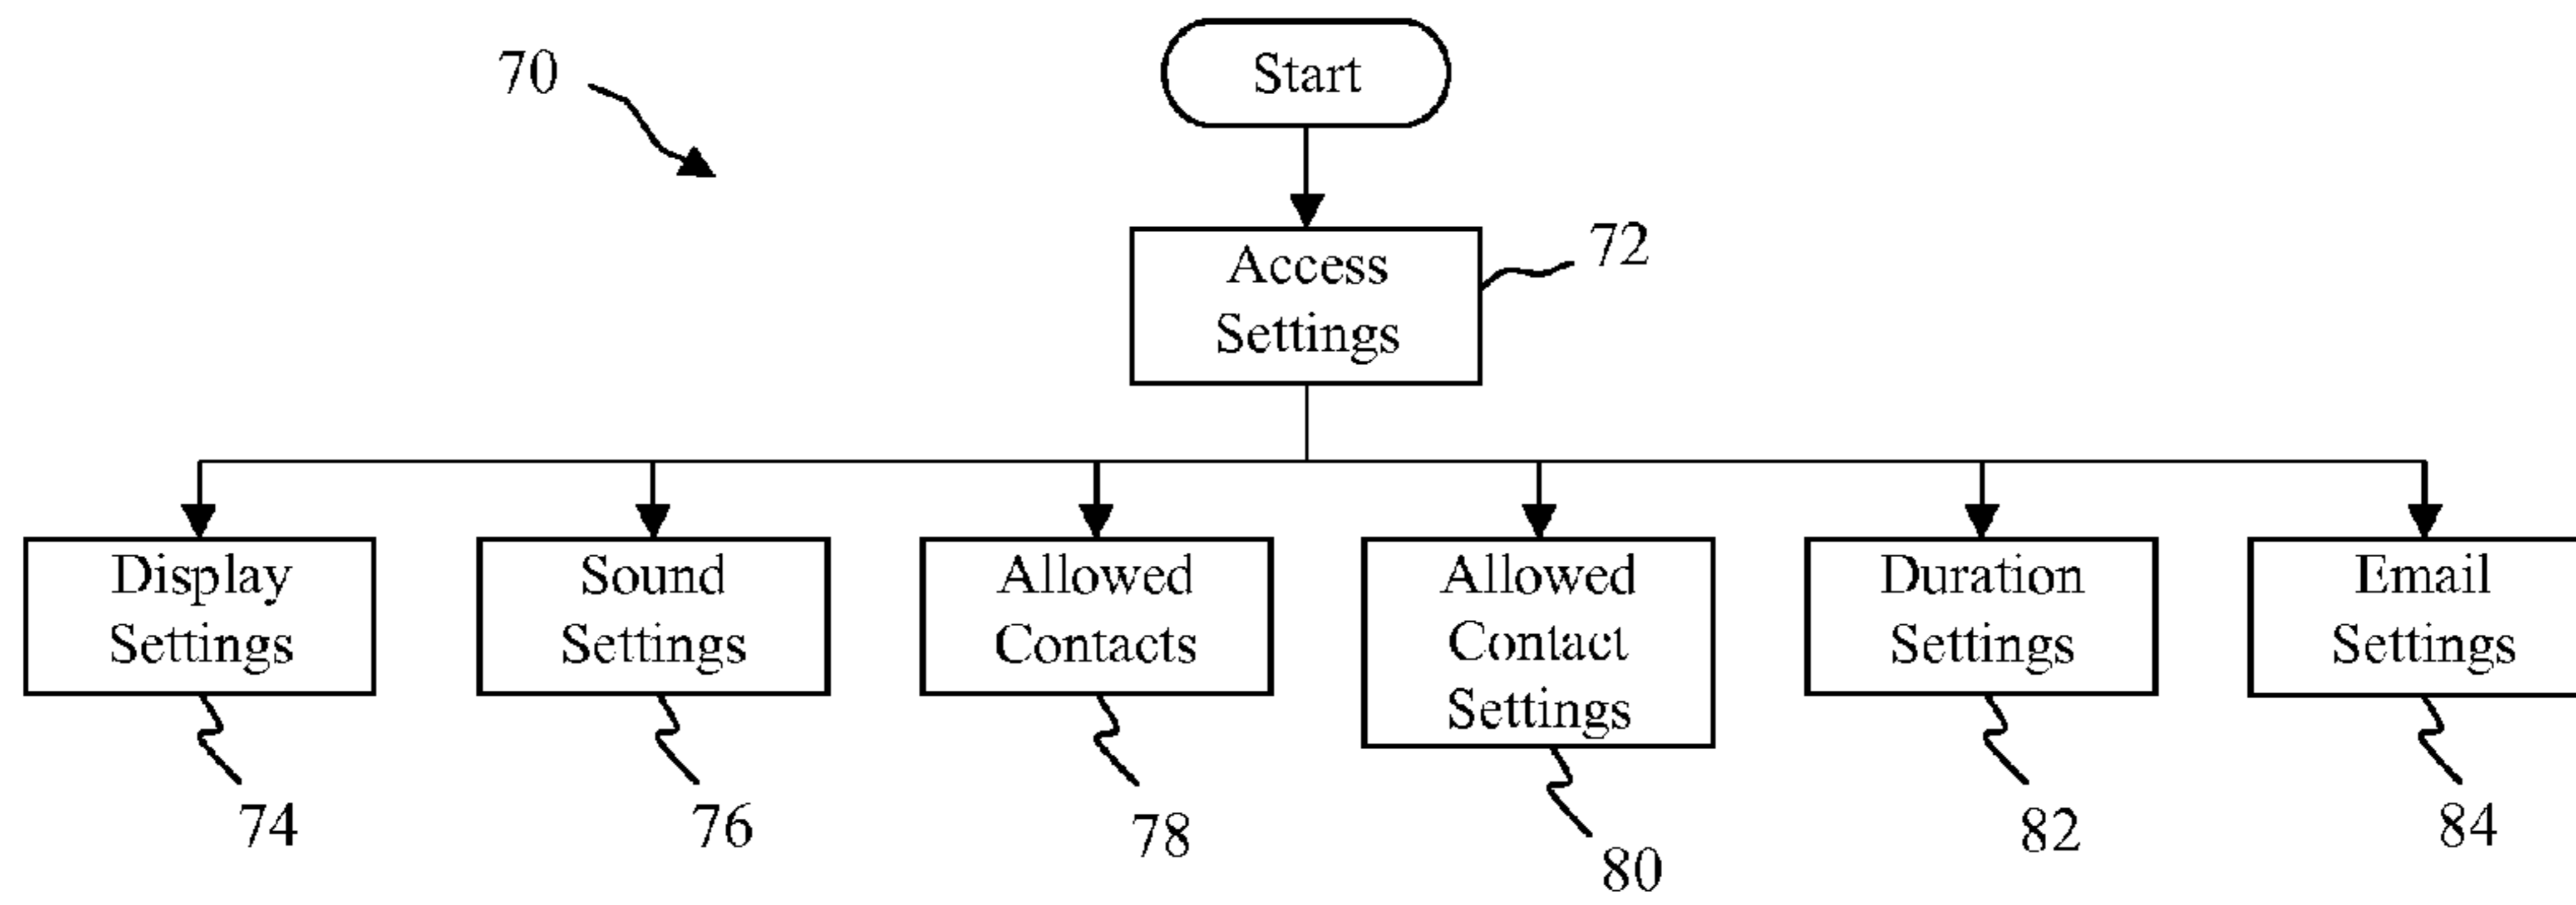 70
Start
Access
Settings
72
Display
Settings
Sound
Settings
Allowed
Contacts
Allowed
Contact
Settings
Duration
Settings
Email
Settings
74
76
78
80
82
84